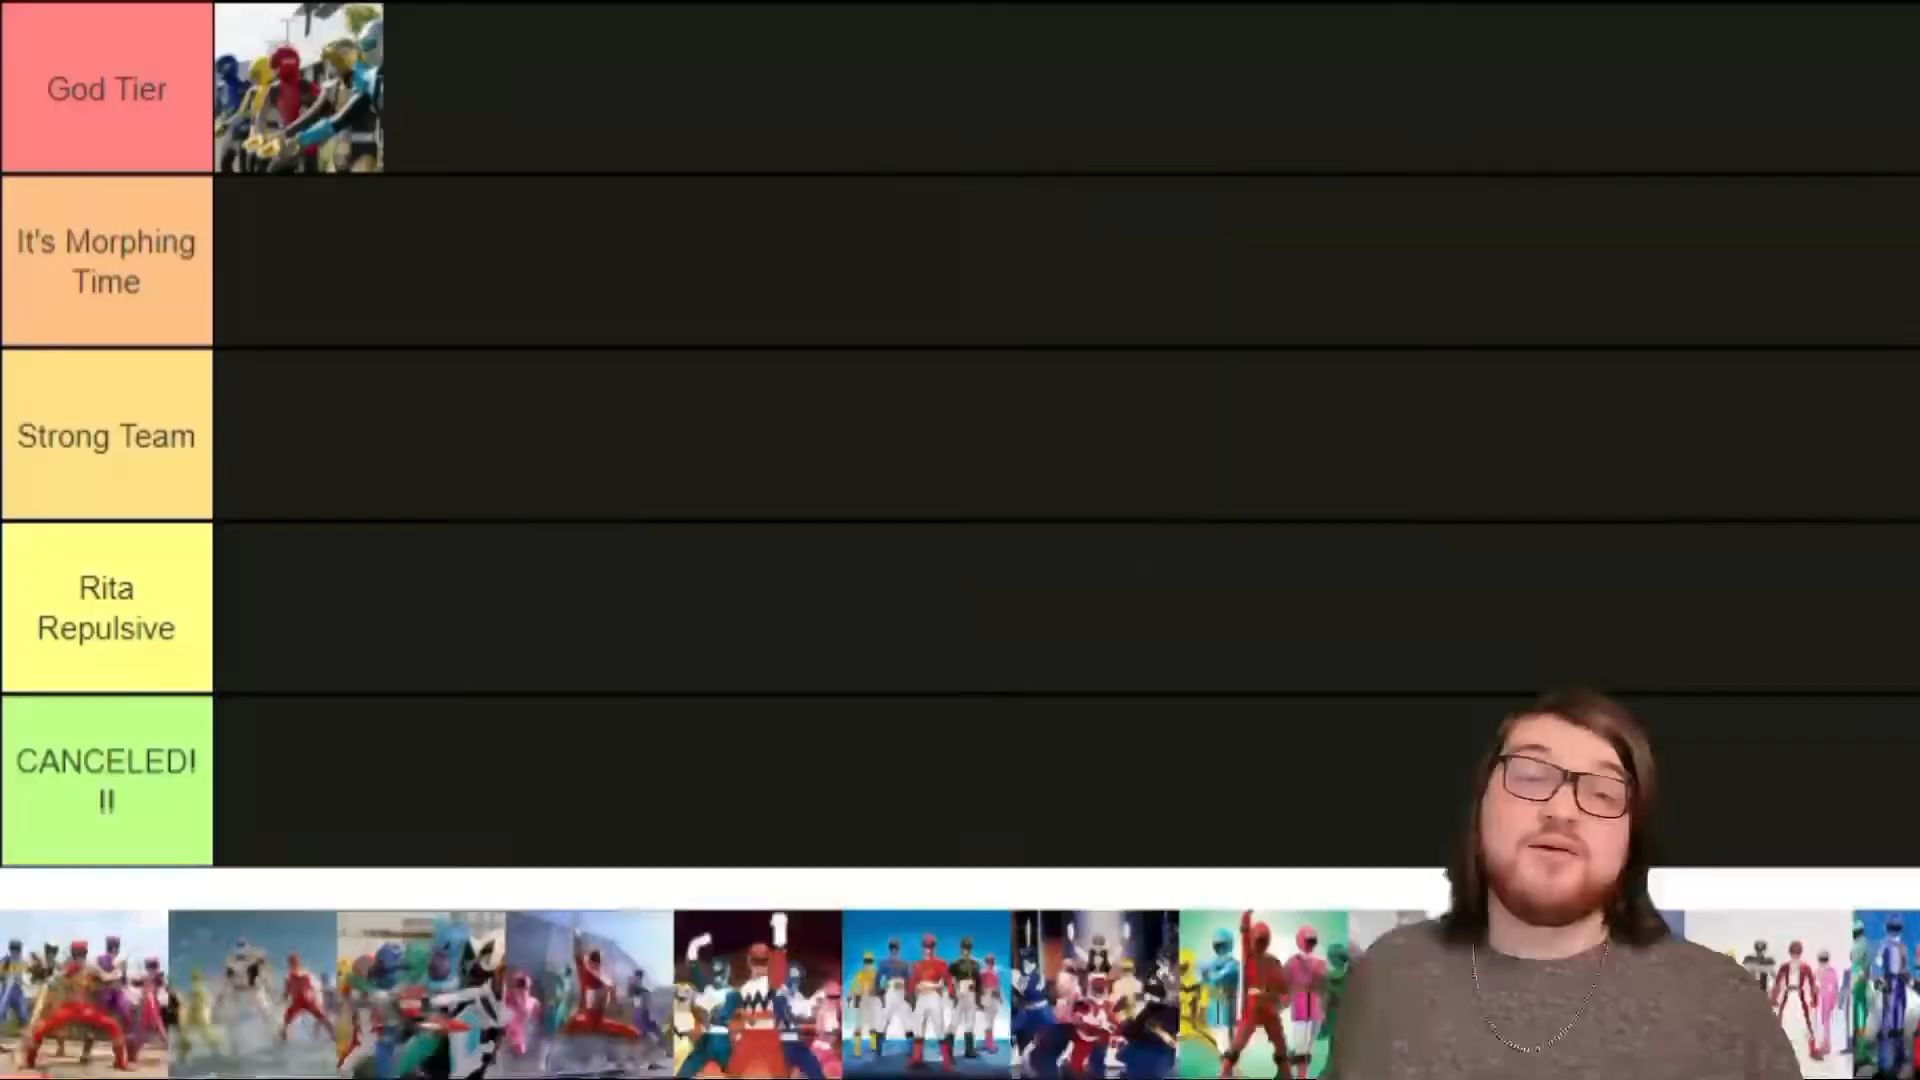 God Tier
It's Morphing
Time
Strong Team
Rita
Repulsive
CANCELED!
!!